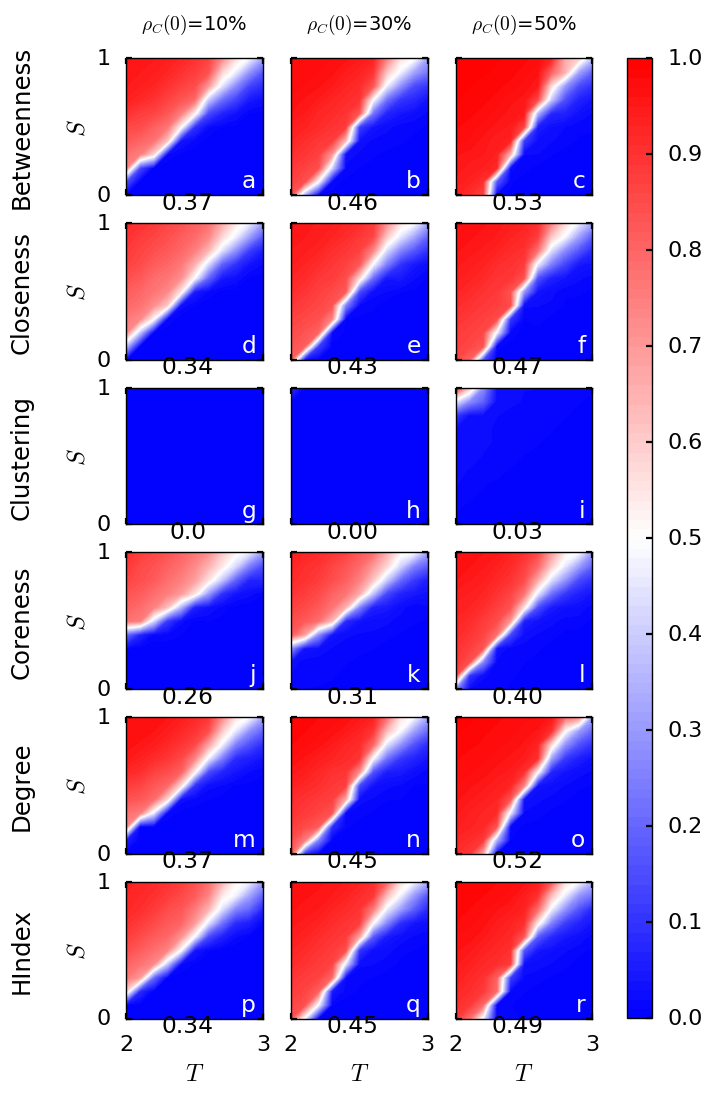 ρ_C(0)=10% ρ_C(0)=30% ρ_C(0)=50%
Betweenness
S
1
0
a b c
0.37 0.46 0.53
Closeness
S
1
0
d e f
0.34 0.43 0.47
Clustering
S
1
0
g h i
0.0 0.00 0.03
Coreness
S
1
0
j k l
0.26 0.31 0.40
Degree
S
1
0
m n o
0.37 0.45 0.52
HIndex
S
1
0
p q r
0.34 0.45 0.49
2 3 2 3 2 3
T T T
1.0
0.9
0.8
0.7
0.6
0.5
0.4
0.3
0.2
0.1
0.0